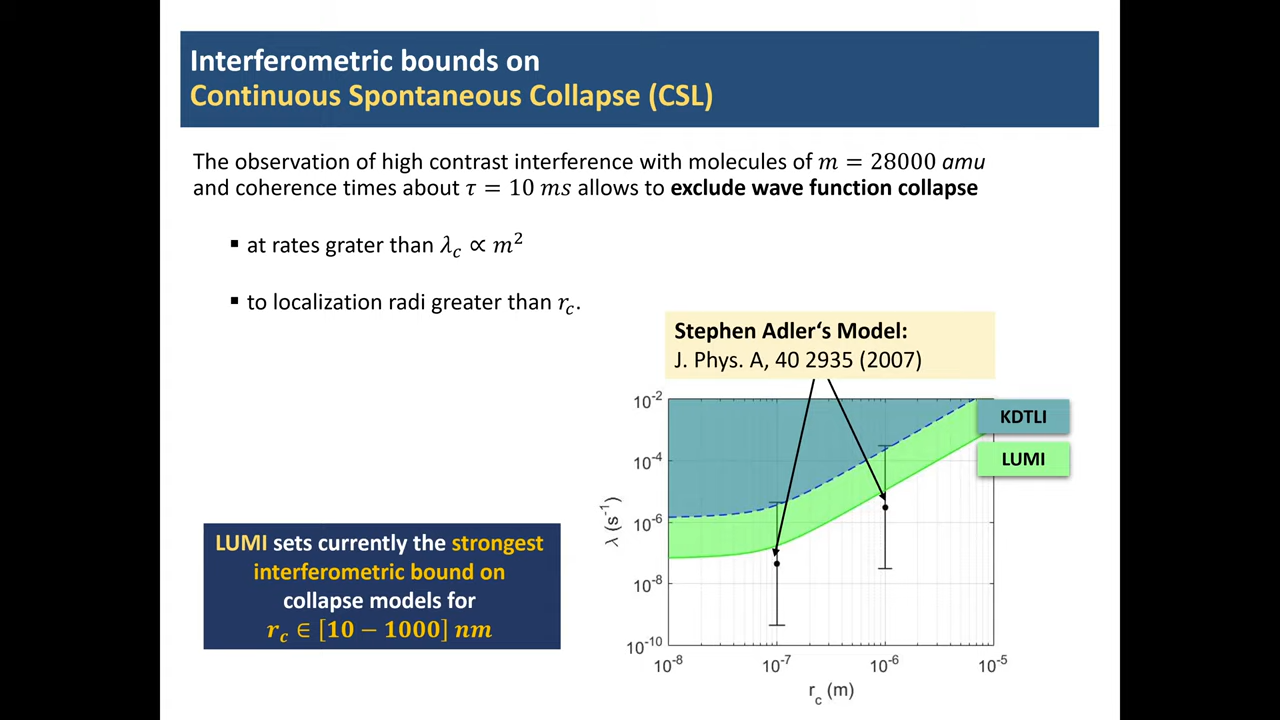 Interferometric bounds on
Continuous Spontaneous Collapse (CSL)
The observation of high contrast interference with molecules of m = 28000 amu
and coherence times about τ = 10 ms allows to exclude wave function collapse
▪ at rates grater than λc ∝ m²
▪ to localization radi greater than rc.
Stephen Adler‘s Model:
J. Phys. A, 40 2935 (2007)
KDTLI
LUMI
10⁻²
10⁻⁴
10⁻⁶
10⁻⁸
10⁻¹⁰
λ (s⁻¹)
10⁻⁸ 10⁻⁷ 10⁻⁶ 10⁻⁵
rc (m)
LUMI sets currently the strongest
interferometric bound on
collapse models for
rc ∈ [10 − 1000] nm